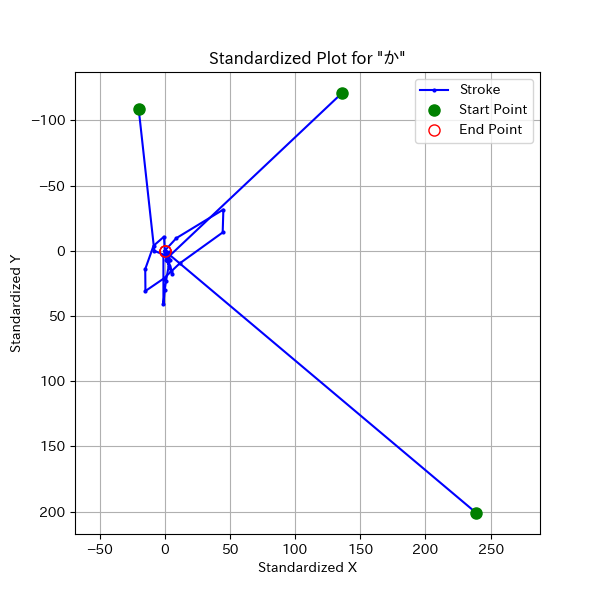 Standardized Plot for "か"
Stroke
Start Point
End Point
Standardized Y
−100
−50
0
50
100
150
200
−50 0 50 100 150 200 250
Standardized X